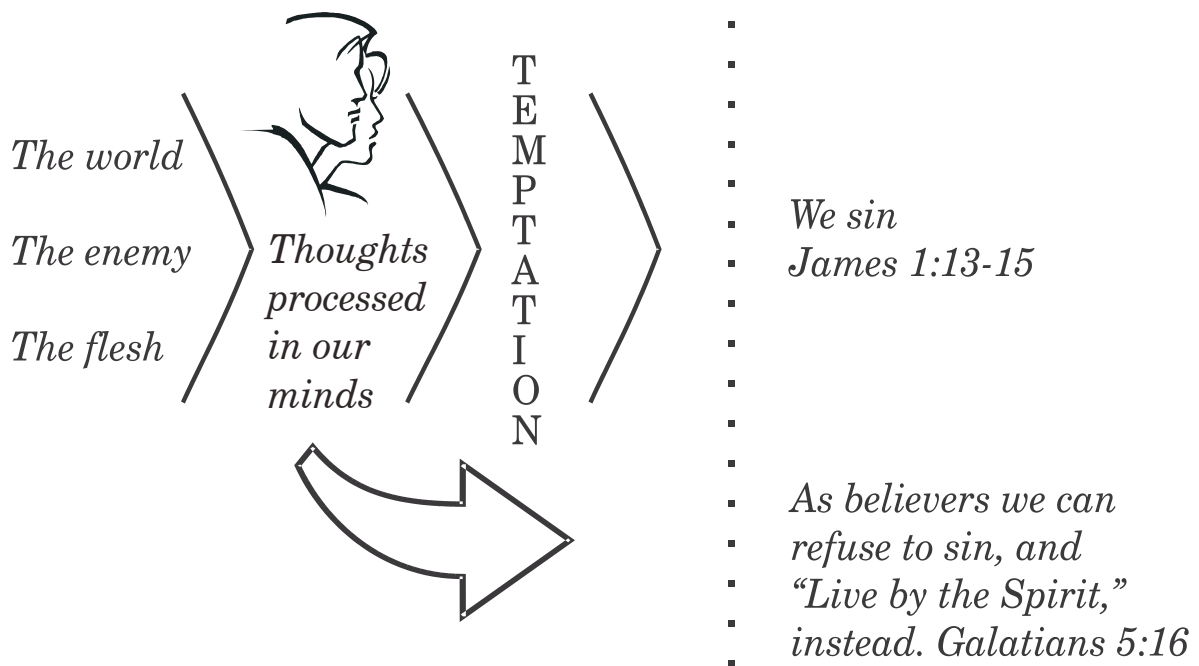 The world
The enemy
The flesh
Thoughts
processed
in our
minds
T
E
M
P
T
A
T
I
O
N
We sin
James 1:13-15
As believers we can
refuse to sin, and
“Live by the Spirit,”
instead. Galatians 5:16